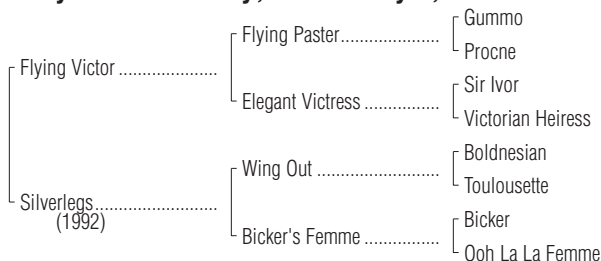 Gummo
Flying Paster
Procne
Flying Victor
Sir Ivor
Elegant Victress
Victorian Heiress
Boldnesian
Wing Out
Toulousette
Silverlegs
(1992)
Bicker
Bicker's Femme
Ooh La La Femme